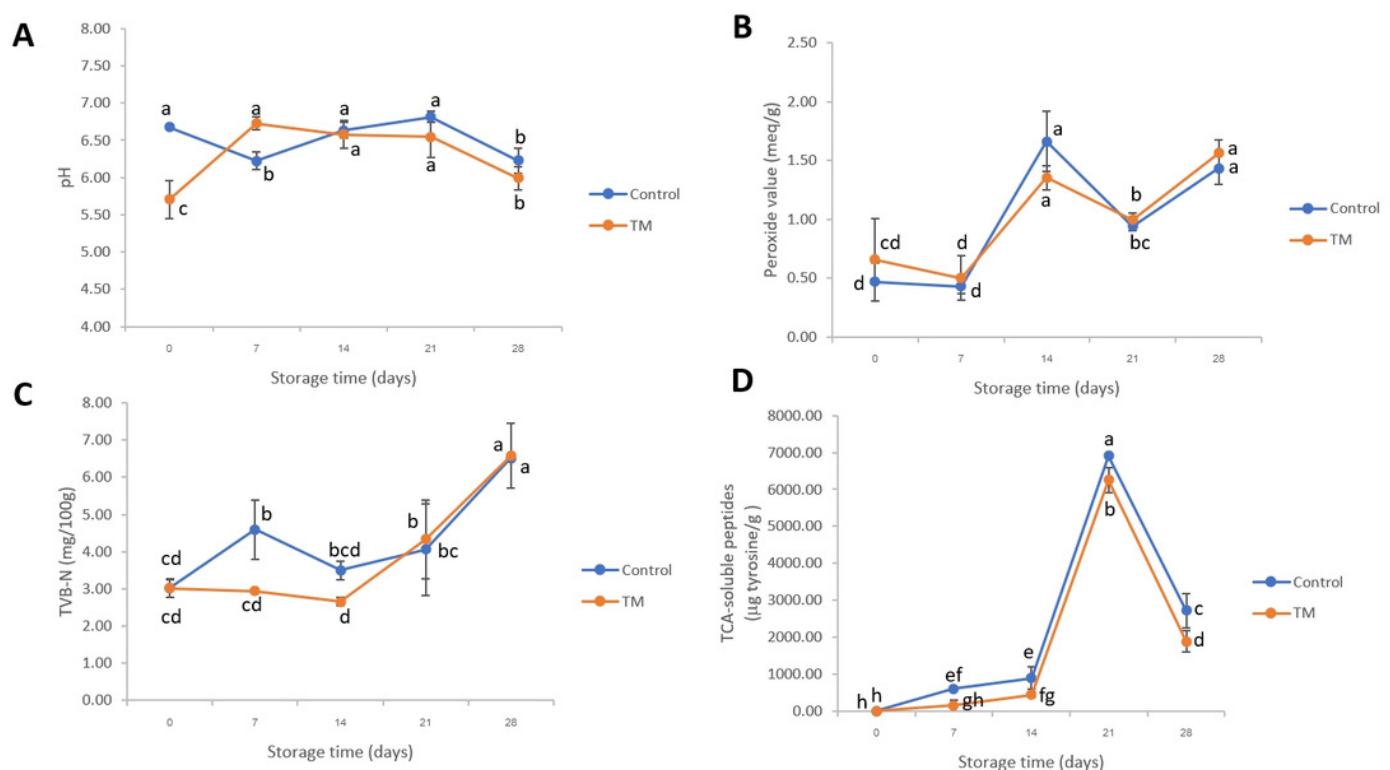 A
8.00
7.50
7.00
6.50
6.00
5.50
5.00
4.50
4.00
pH
a
a
a
a
b
c
b
a
a
b
0
7
14
21
28
Storage time (days)
Control
TM
B
2.50
2.00
1.50
1.00
0.50
0.00
Peroxide value (meq/g)
cd
d
a
b
a
d
d
a
bc
a
0
7
14
21
28
Storage time (days)
Control
TM
C
8.00
7.00
6.00
5.00
4.00
3.00
2.00
1.00
0.00
TVB-N (mg/100g)
cd
b
bcd
b
a
cd
cd
d
bc
a
0
7
14
21
28
Storage time (days)
Control
TM
D
8000.00
7000.00
6000.00
5000.00
4000.00
3000.00
2000.00
1000.00
0.00
TCA-soluble peptides
(µg tyrosine/g )
h
h
ef
gh
e
fg
a
b
c
d
0
7
14
21
28
Storage time (days)
Control
TM